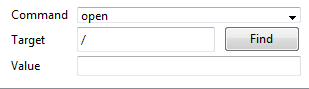 Command open
Target / Find
Value